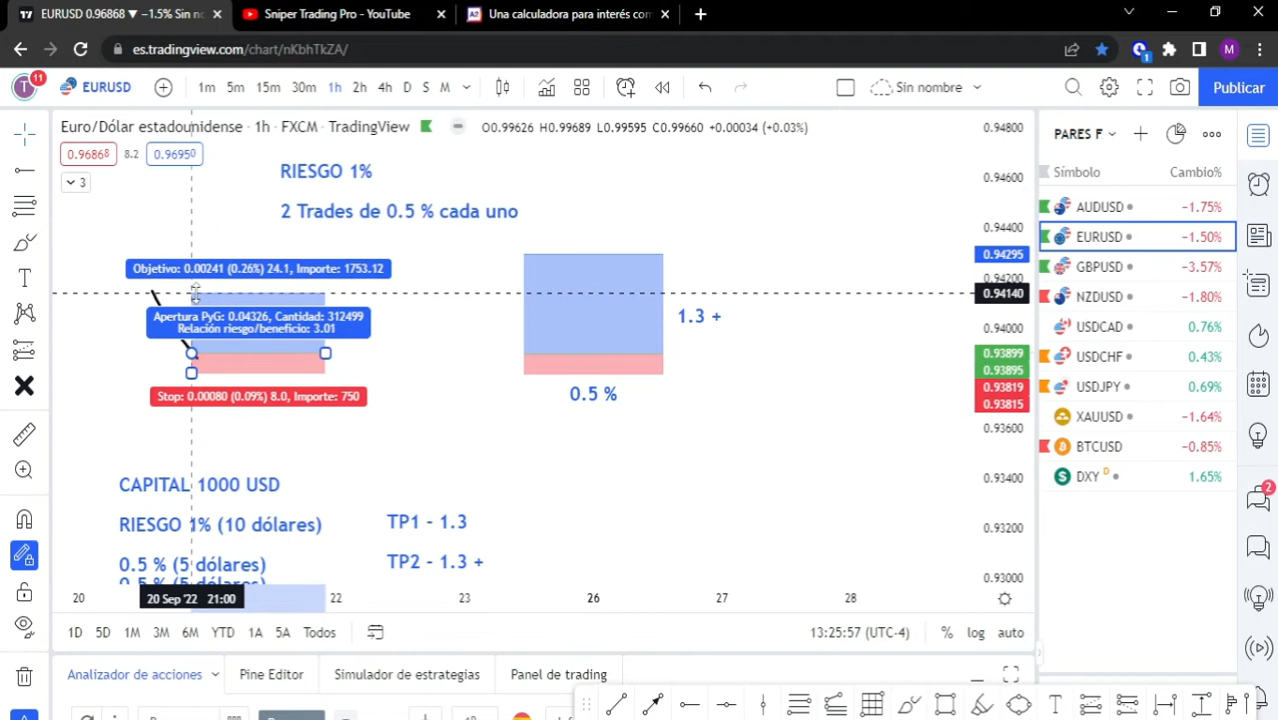 EURUSD 0.96868 ▼ −1.5% Sin no
Sniper Trading Pro - YouTube
Una calculadora para interés com
es.tradingview.com/chart/nKbhTkZA/
M
T
11
EURUSD
1m 5m 15m 30m 1h 2h 4h D S M
Sin nombre
Publicar
Euro/Dólar estadounidense · 1h · FXCM · TradingView
O0.99626 H0.99689 L0.99595 C0.99660 +0.00034 (+0.03%)
0.96868 8.2 0.96950
3
RIESGO 1%
2 Trades de 0.5 % cada uno
Objetivo: 0.00241 (0.26%) 24.1, Importe: 1753.12
Apertura PyG: 0.04326, Cantidad: 312499
Relación riesgo/beneficio: 3.01
Stop: 0.00080 (0.09%) 8.0, Importe: 750
1.3 +
0.5 %
CAPITAL 1000 USD
RIESGO 1% (10 dólares)
0.5 % (5 dólares)
0.5 % (5 dólares)
TP1 - 1.3
TP2 - 1.3 +
0.94800
0.94600
0.94400
0.94295
0.94200
0.94140
0.94000
0.93899
0.93895
0.93819
0.93815
0.93600
0.93400
0.93200
0.93000
20 20 Sep '22 21:00 22 23 26 27 28
1D 5D 1M 3M 6M YTD 1A 5A Todos
13:25:57 (UTC-4) % log auto
Analizador de acciones Pine Editor Simulador de estrategias Panel de trading
PARES F
Símbolo Cambio%
AUDUSD −1.75%
EURUSD −1.50%
GBPUSD −3.57%
NZDUSD −1.80%
USDCAD 0.76%
USDCHF 0.43%
USDJPY 0.69%
XAUUSD −1.64%
BTCUSD −0.85%
DXY D 1.65%
2